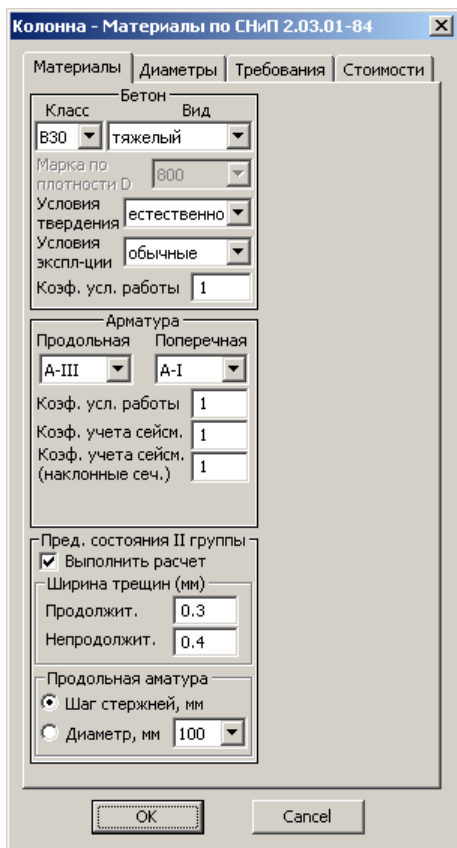 Колонна - Материалы по СНиП 2.03.01-84
Материалы Диаметры Требования Стоимости
Бетон
Класс Вид
В30 тяжелый
Марка по
плотности D 800
Условия
твердения естественно
Условия
экспл-ции обычные
Коэф. усл. работы 1
Арматура
Продольная Поперечная
А-III А-I
Коэф. усл. работы 1
Коэф. учета сейсм. 1
Коэф. учета сейсм.
(наклонные сеч.) 1
Пред. состояния II группы
Выполнить расчет
Ширина трещин (мм)
Продолжит. 0.3
Непродолжит. 0.4
Продольная аматура
Шаг стержней, мм
Диаметр, мм 100
OK Cancel